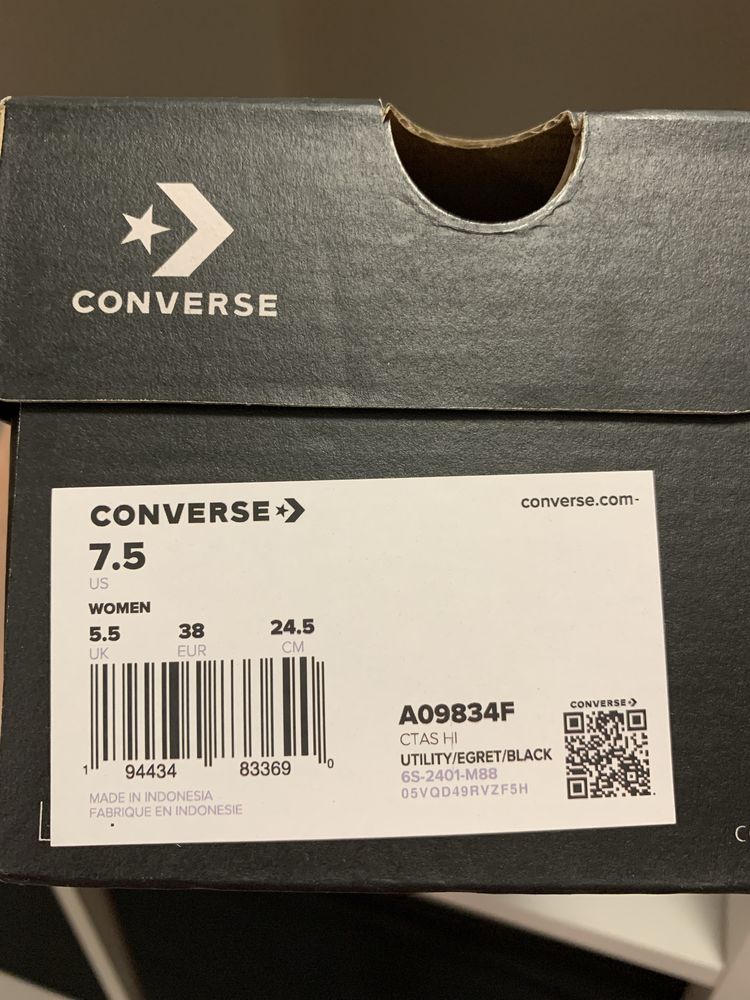 CONVERSE
CONVERSE
converse.com
7.5
US
WOMEN
5.5 38 24.5
UK EUR CM
1 94434 83369 0
MADE IN INDONESIA
FABRIQUE EN INDONESIE
A09834F
CTAS HI
UTILITY/EGRET/BLACK
6S-2401-M88
05VQD49RVZF5H
CONVERSE